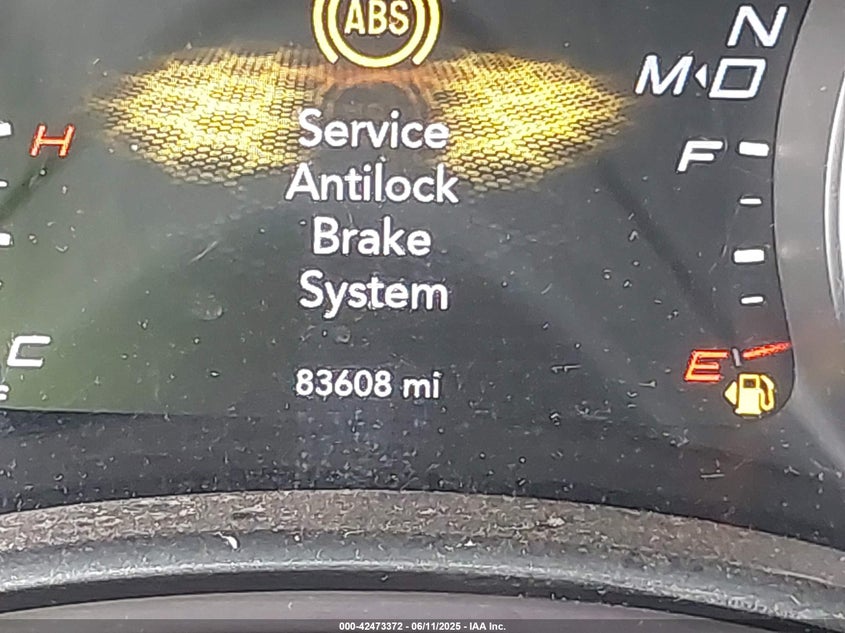 ABS
N
M◂D
H
F
Service
Antilock
Brake
System
C
E
83608 mi
000-42473372 - 06/11/2025 - IAA Inc.